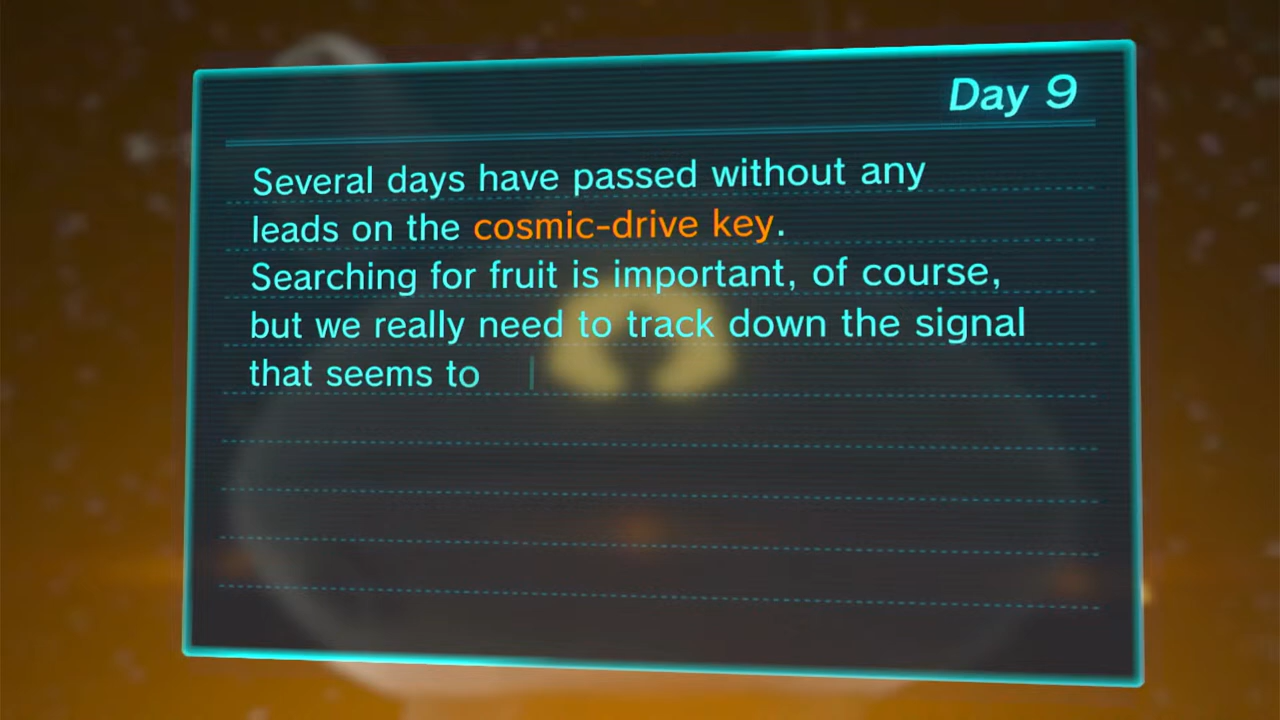 Day 9
Several days have passed without any
leads on the cosmic-drive key.
Searching for fruit is important, of course,
but we really need to track down the signal
that seems to